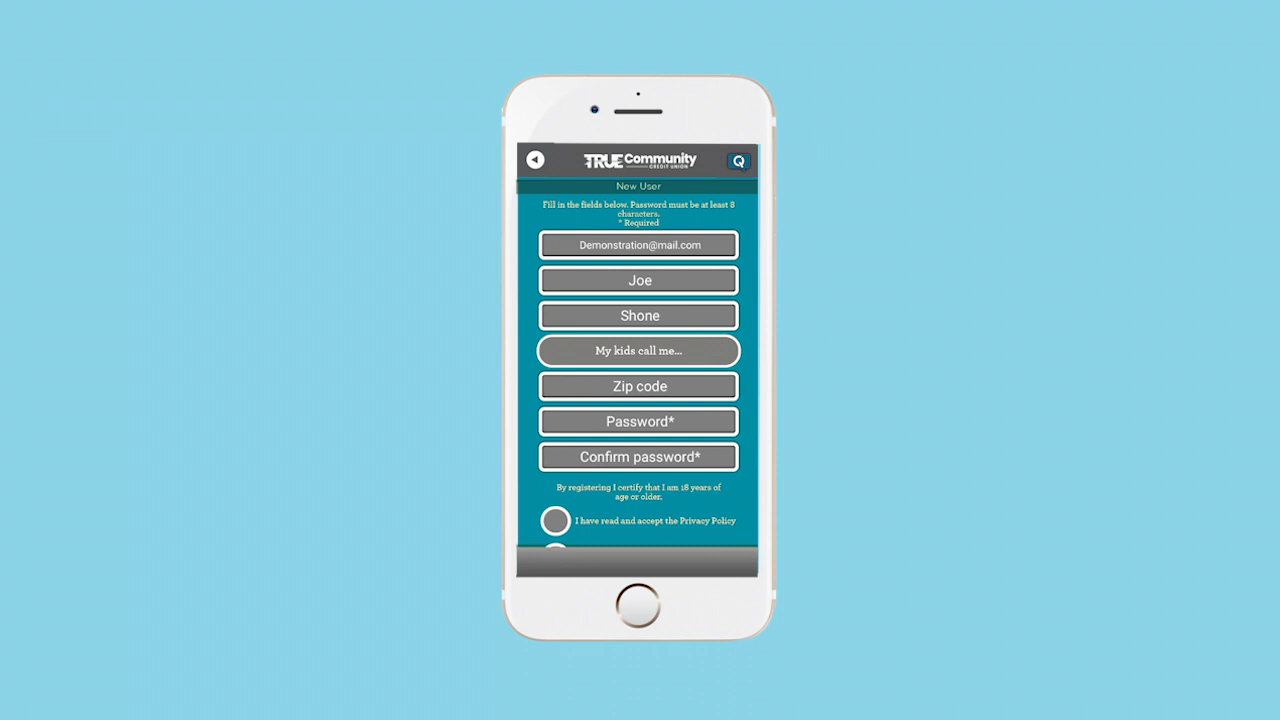 TRUE Community
CREDIT UNION
Q
New User
Fill in the fields below. Password must be at least 8
characters.
* Required
Demonstration@mail.com
Joe
Shone
My kids call me...
Zip code
Password*
Confirm password*
By registering I certify that I am 18 years of
age or older.
I have read and accept the Privacy Policy